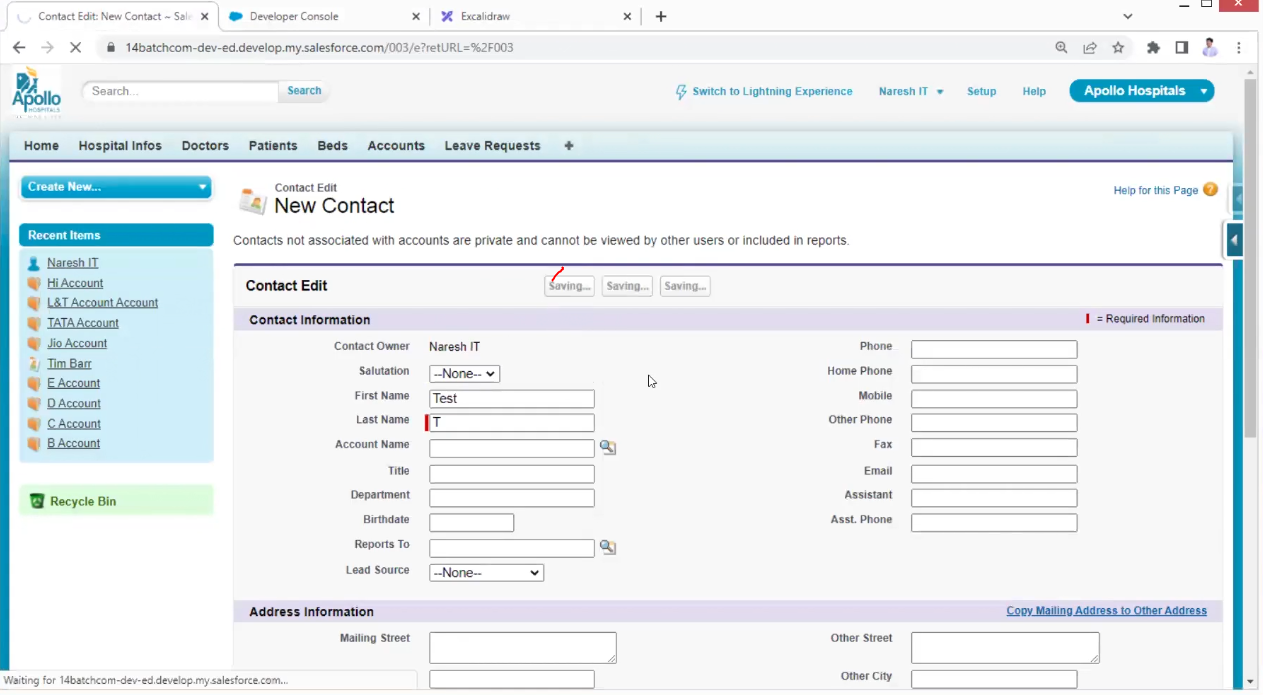 Contact Edit: New Contact ~ Sale
Developer Console
Excalidraw
14batchcom-dev-ed.develop.my.salesforce.com/003/e?retURL=%2F003
Apollo
HOSPITALS
Search...
Search
Switch to Lightning Experience
Naresh IT
Setup
Help
Apollo Hospitals
Home
Hospital Infos
Doctors
Patients
Beds
Accounts
Leave Requests
Create New...
Contact Edit
New Contact
Help for this Page
Recent Items
Naresh IT
Hi Account
L&T Account Account
TATA Account
Jio Account
Tim Barr
E Account
D Account
C Account
B Account
Recycle Bin
Contacts not associated with accounts are private and cannot be viewed by other users or included in reports.
Contact Edit
Saving...
Saving...
Saving...
Contact Information
= Required Information
Contact Owner
Naresh IT
Phone
Salutation
--None--
Home Phone
First Name
Test
Mobile
Last Name
T
Other Phone
Account Name
Fax
Title
Email
Department
Assistant
Birthdate
Asst. Phone
Reports To
Lead Source
--None--
Address Information
Copy Mailing Address to Other Address
Mailing Street
Other Street
Other City
Waiting for 14batchcom-dev-ed.develop.my.salesforce.com...